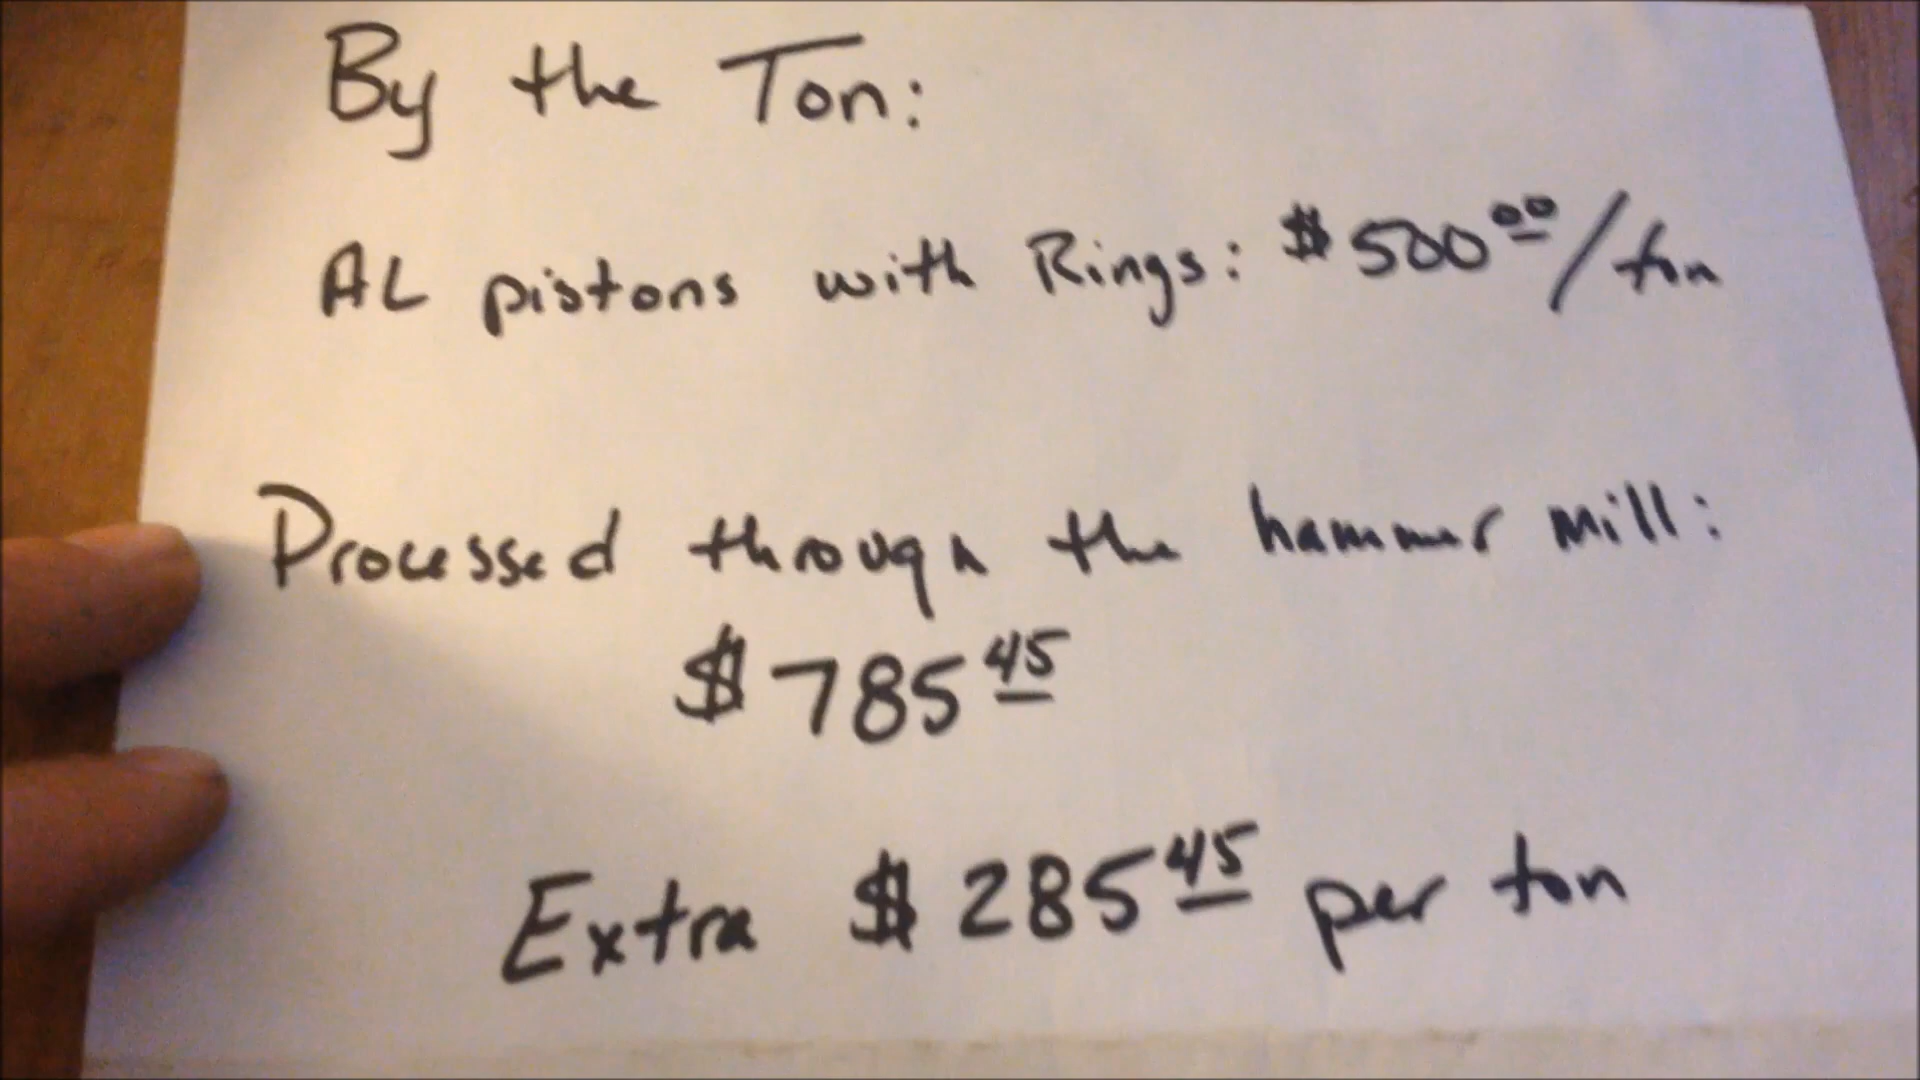 By the Ton:
AL pistons with Rings: $500.00/ton
Processed through the hammer mill:
$785.45
Extra $285.45 per ton